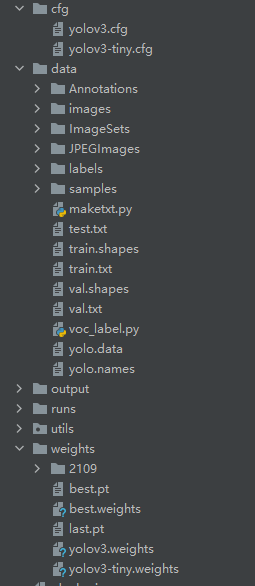 cfg
yolov3.cfg
yolov3-tiny.cfg
data
Annotations
images
ImageSets
JPEGImages
labels
samples
maketxt.py
test.txt
train.shapes
train.txt
val.shapes
val.txt
voc_label.py
yolo.data
yolo.names
output
runs
utils
weights
2109
best.pt
best.weights
last.pt
yolov3.weights
yolov3-tiny.weights